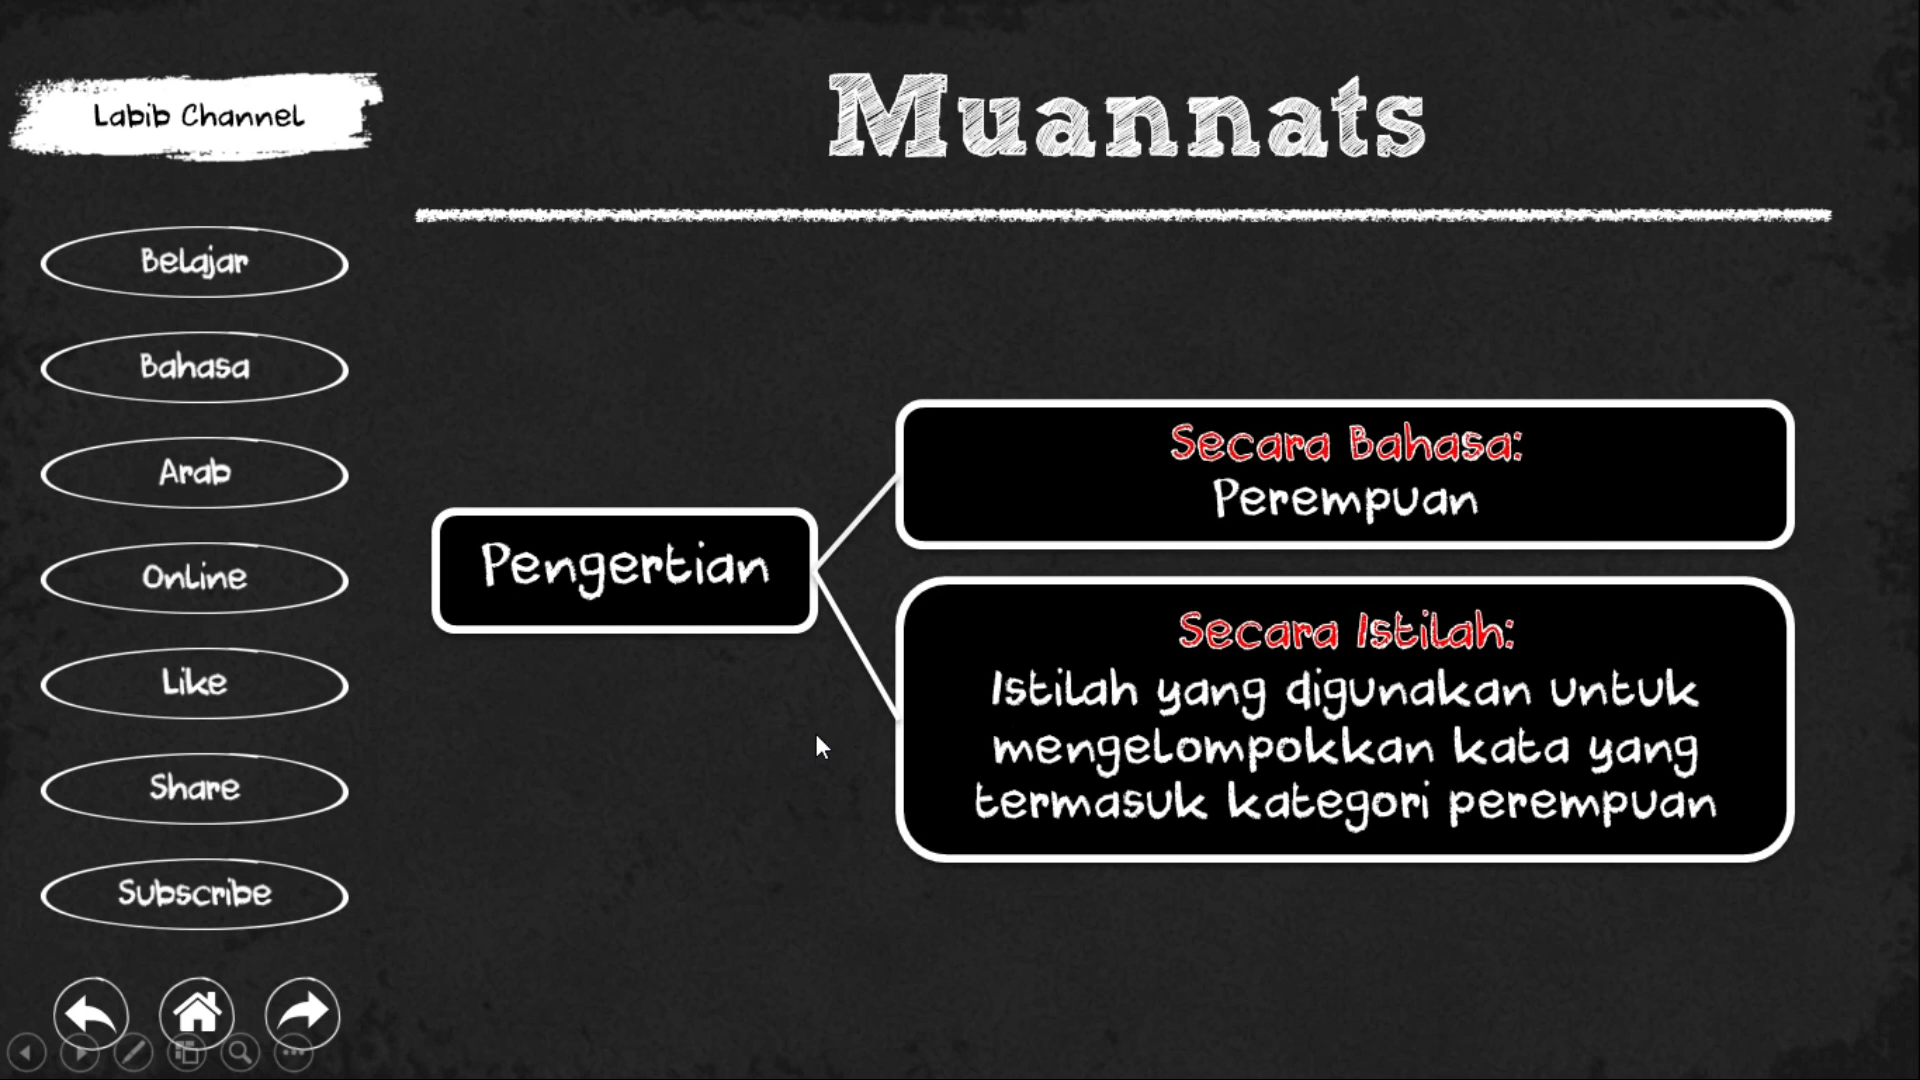 Labib Channel
Muannats
Belajar
Bahasa
Arab
Online
Like
Share
Subscribe
Pengertian
Secara Bahasa:
Perempuan
Secara Istilah:
Istilah yang digunakan untuk
mengelompokkan kata yang
termasuk kategori perempuan